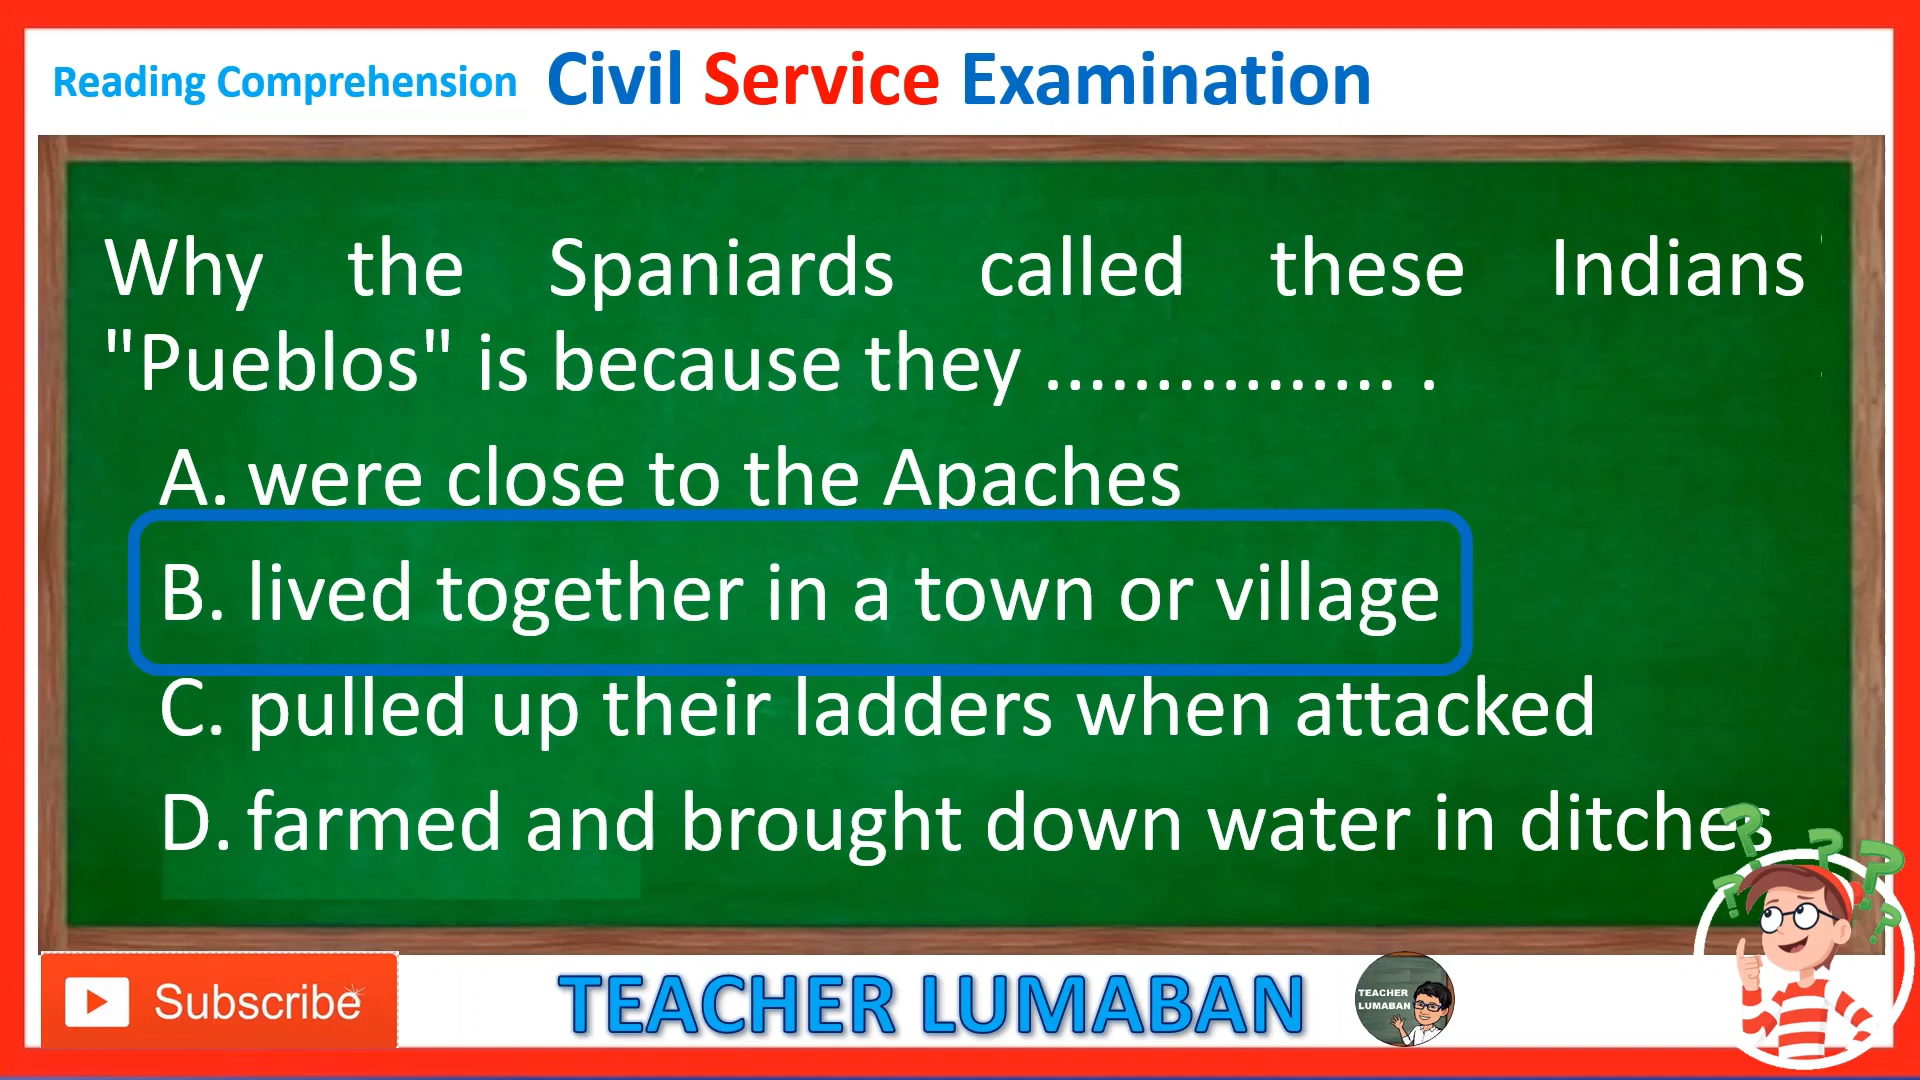 Reading Comprehension Civil Service Examination
Why the Spaniards called these Indians
"Pueblos" is because they ................ .
A. were close to the Apaches
B. lived together in a town or village
C. pulled up their ladders when attacked
D. farmed and brought down water in ditches
Subscribe
TEACHER LUMABAN
TEACHER
LUMABAN